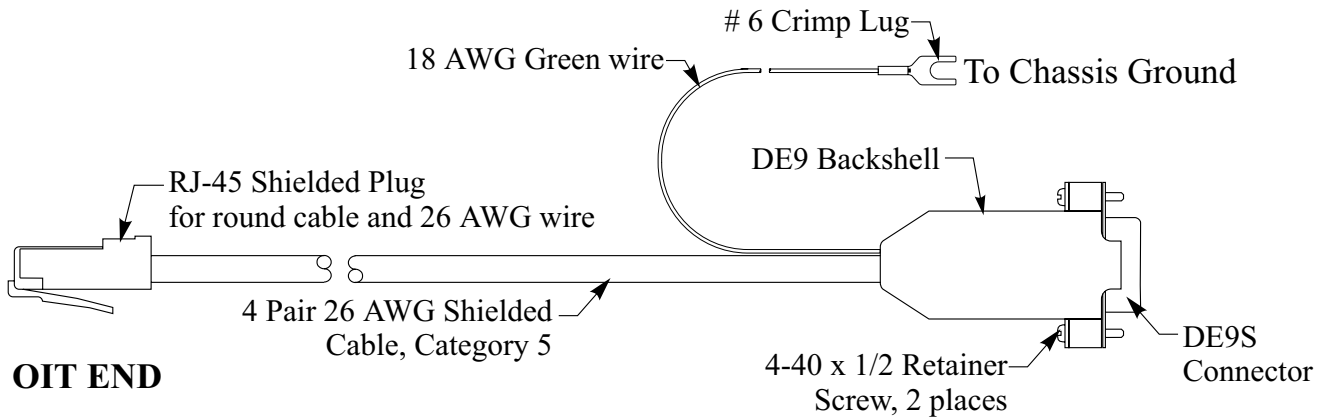 # 6 Crimp Lug
18 AWG Green wire
To Chassis Ground
DE9 Backshell
RJ-45 Shielded Plug
for round cable and 26 AWG wire
4 Pair 26 AWG Shielded
Cable, Category 5
DE9S
Connector
4-40 x 1/2 Retainer
Screw, 2 places
OIT END